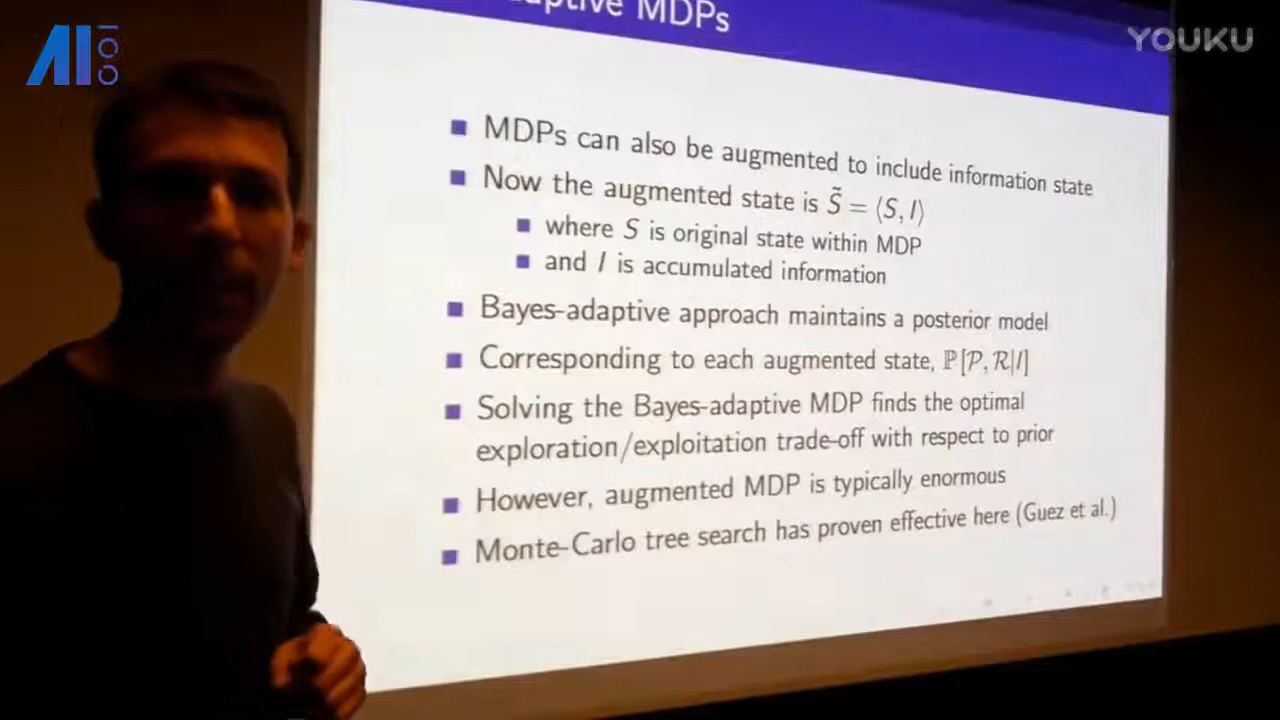 AI100
YOUKU
aptive MDPs
MDPs can also be augmented to include information state
Now the augmented state is S̃ = ⟨S, I⟩
where S is original state within MDP
and I is accumulated information
Bayes-adaptive approach maintains a posterior model
Corresponding to each augmented state, ℙ[𝒫, ℛ|I]
Solving the Bayes-adaptive MDP finds the optimal
exploration/exploitation trade-off with respect to prior
However, augmented MDP is typically enormous
Monte-Carlo tree search has proven effective here (Guez et al.)